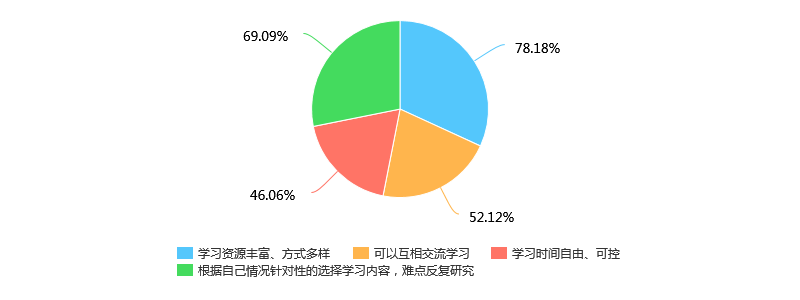 69.09%
78.18%
46.06%
52.12%
学习资源丰富、方式多样
可以互相交流学习
学习时间自由、可控
根据自己情况针对性的选择学习内容，难点反复研究